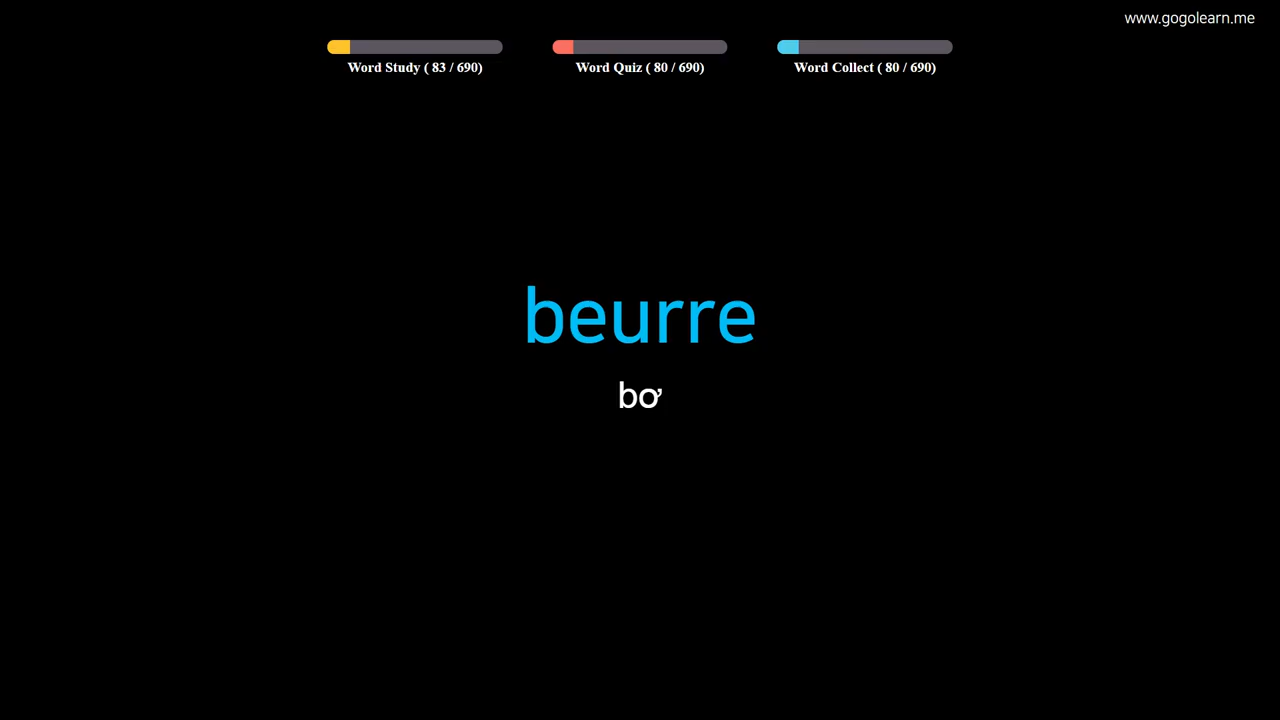 www.gogolearn.me
Word Study ( 83 / 690)
Word Quiz ( 80 / 690)
Word Collect ( 80 / 690)
beurre
bơ